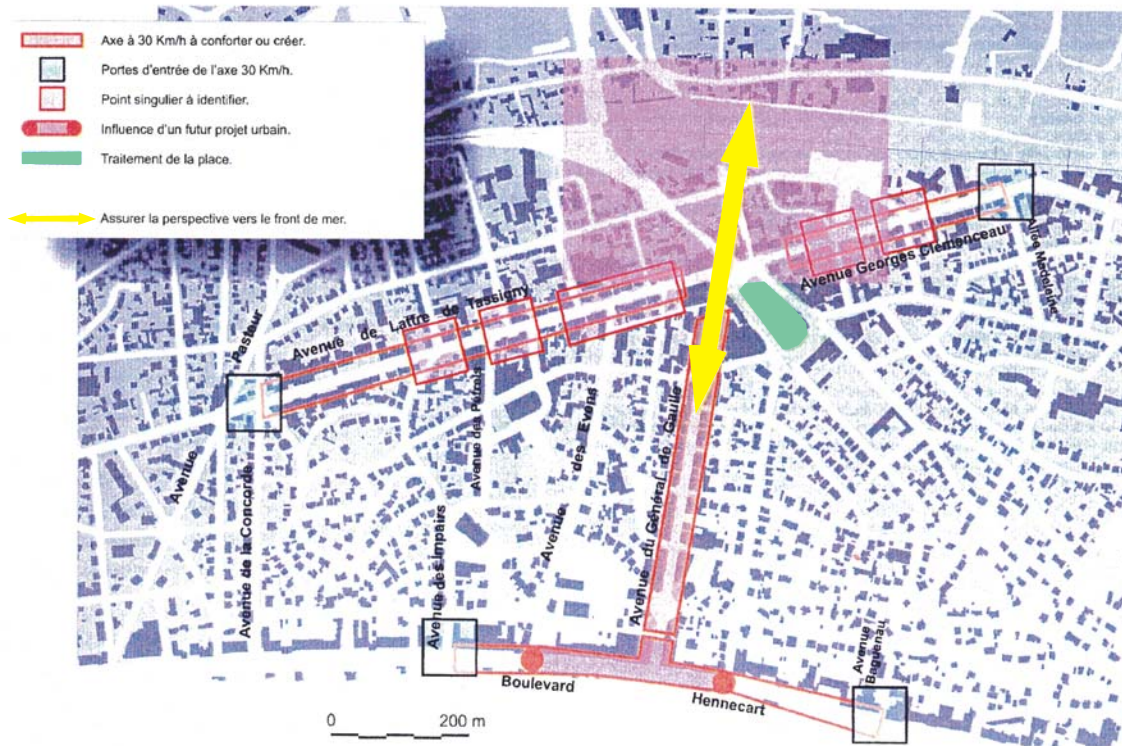 Axe à 30 Km/h à conforter ou créer.
Portes d'entrée de l'axe 30 Km/h.
Point singulier à identifier.
Influence d'un futur projet urbain.
Traitement de la place.
Assurer la perspective vers le front de mer.
Allée Madeleine
Avenue Georges Clemenceau
Avenue de Lattre de Tassigny
Pasteur
Avenue
Avenue de la Concorde
Avenue des Impairs
Avenue des Pétrels
Avenue des Evens
Avenue du Général de Gaulle
Avenue
Baguenau
Boulevard
Hennecart
0 200 m